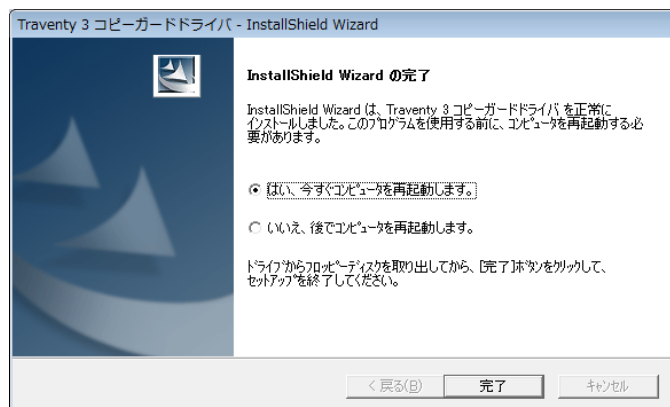 Traventy 3 コピーガードドライバ - InstallShield Wizard
InstallShield Wizard の完了
InstallShield Wizard は、Traventy 3 コピーガードドライバ を正常に
インストールしました。このプログラムを使用する前に、コンピュータを再起動する必
要があります。
はい、今すぐコンピュータを再起動します。
いいえ、後でコンピュータを再起動します。
ドライブからフロッピーディスクを取り出してから、[完了]ボタンをクリックして、
セットアップを終了してください。
< 戻る(B)
完了
キャンセル